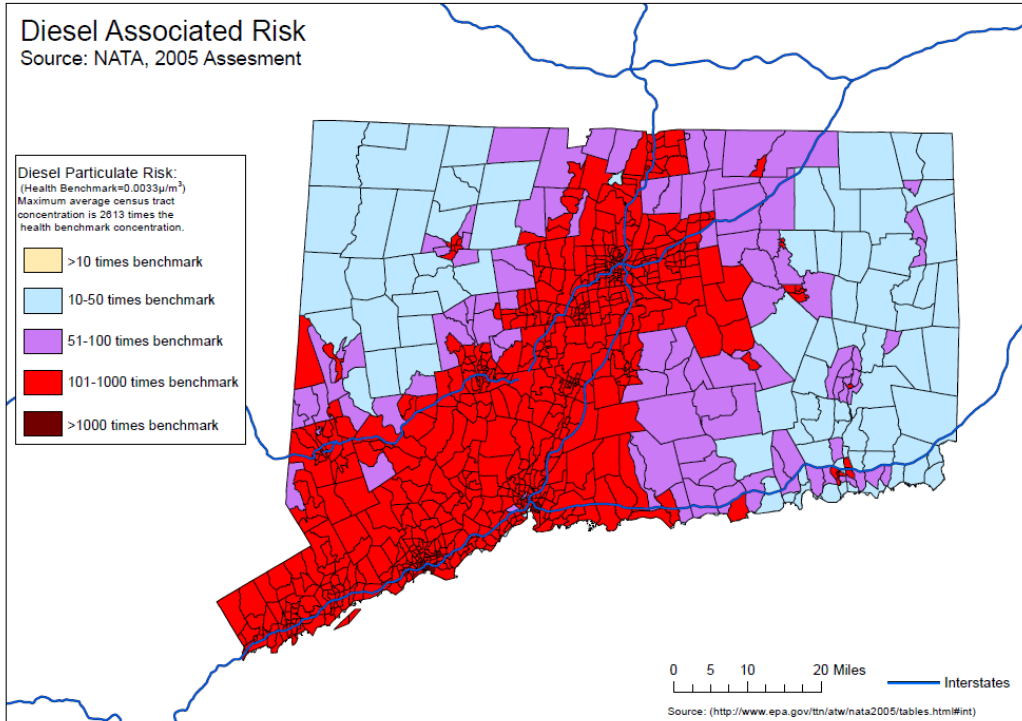 Diesel Associated Risk
Source: NATA, 2005 Assesment
Diesel Particulate Risk:
(Health Benchmark=0.0033µ/m³)
Maximum average census tract
concentration is 2613 times the
health benchmark concentration.
>10 times benchmark
10-50 times benchmark
51-100 times benchmark
101-1000 times benchmark
>1000 times benchmark
0 5 10 20 Miles
Interstates
Source: (http://www.epa.gov/ttn/atw/nata2005/tables.html#int)